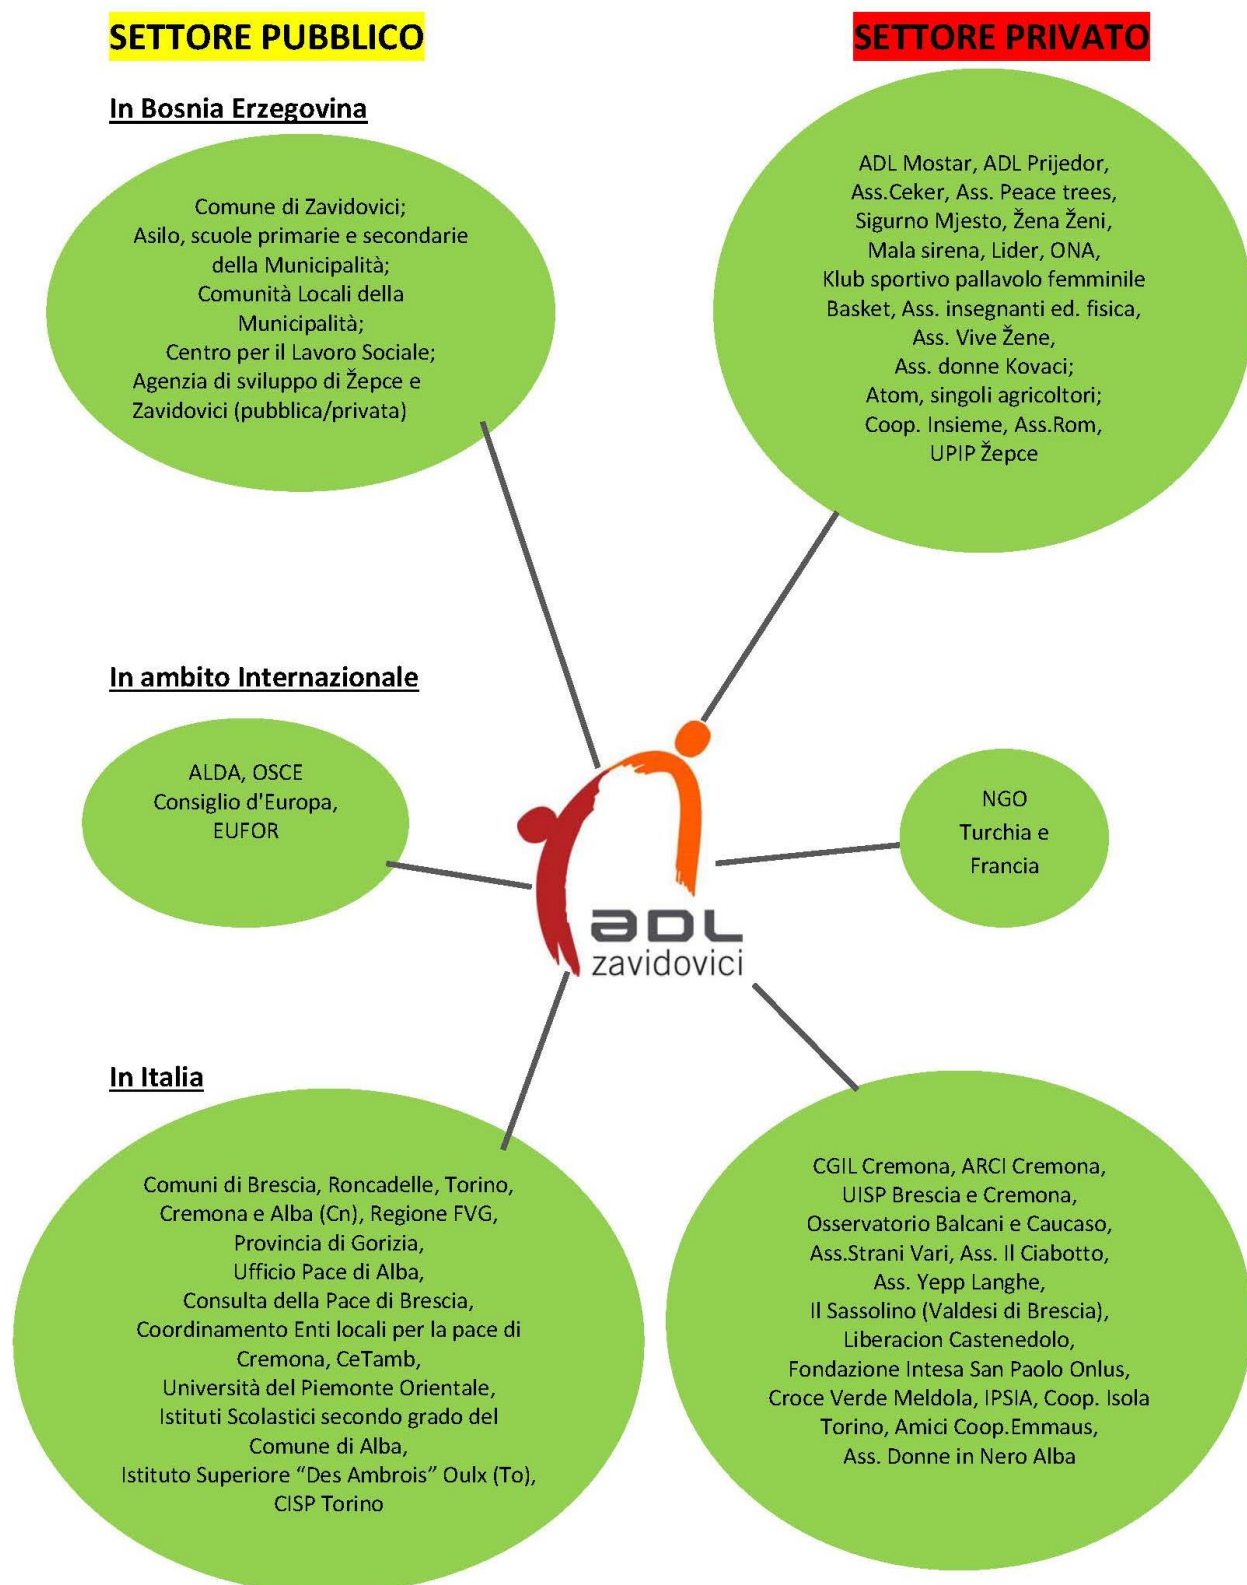 SETTORE PUBBLICO
SETTORE PRIVATO
In Bosnia Erzegovina
Comune di Zavidovici;
Asilo, scuole primarie e secondarie
della Municipalità;
Comunità Locali della
Municipalità;
Centro per il Lavoro Sociale;
Agenzia di sviluppo di Žepce e
Zavidovici (pubblica/privata)
ADL Mostar, ADL Prijedor,
Ass.Ceker, Ass. Peace trees,
Sigurno Mjesto, Žena Ženi,
Mala sirena, Lider, ONA,
Klub sportivo pallavolo femminile
Basket, Ass. insegnanti ed. fisica,
Ass. Vive Žene,
Ass. donne Kovaci;
Atom, singoli agricoltori;
Coop. Insieme, Ass.Rom,
UPIP Žepce
In ambito Internazionale
ALDA, OSCE
Consiglio d'Europa,
EUFOR
NGO
Turchia e
Francia
aDL
zavidovici
In Italia
Comuni di Brescia, Roncadelle, Torino,
Cremona e Alba (Cn), Regione FVG,
Provincia di Gorizia,
Ufficio Pace di Alba,
Consulta della Pace di Brescia,
Coordinamento Enti locali per la pace di
Cremona, CeTamb,
Università del Piemonte Orientale,
Istituti Scolastici secondo grado del
Comune di Alba,
Istituto Superiore “Des Ambrois” Oulx (To),
CISP Torino
CGIL Cremona, ARCI Cremona,
UISP Brescia e Cremona,
Osservatorio Balcani e Caucaso,
Ass.Strani Vari, Ass. Il Ciabotto,
Ass. Yepp Langhe,
Il Sassolino (Valdesi di Brescia),
Liberacion Castenedolo,
Fondazione Intesa San Paolo Onlus,
Croce Verde Meldola, IPSIA, Coop. Isola
Torino, Amici Coop.Emmaus,
Ass. Donne in Nero Alba